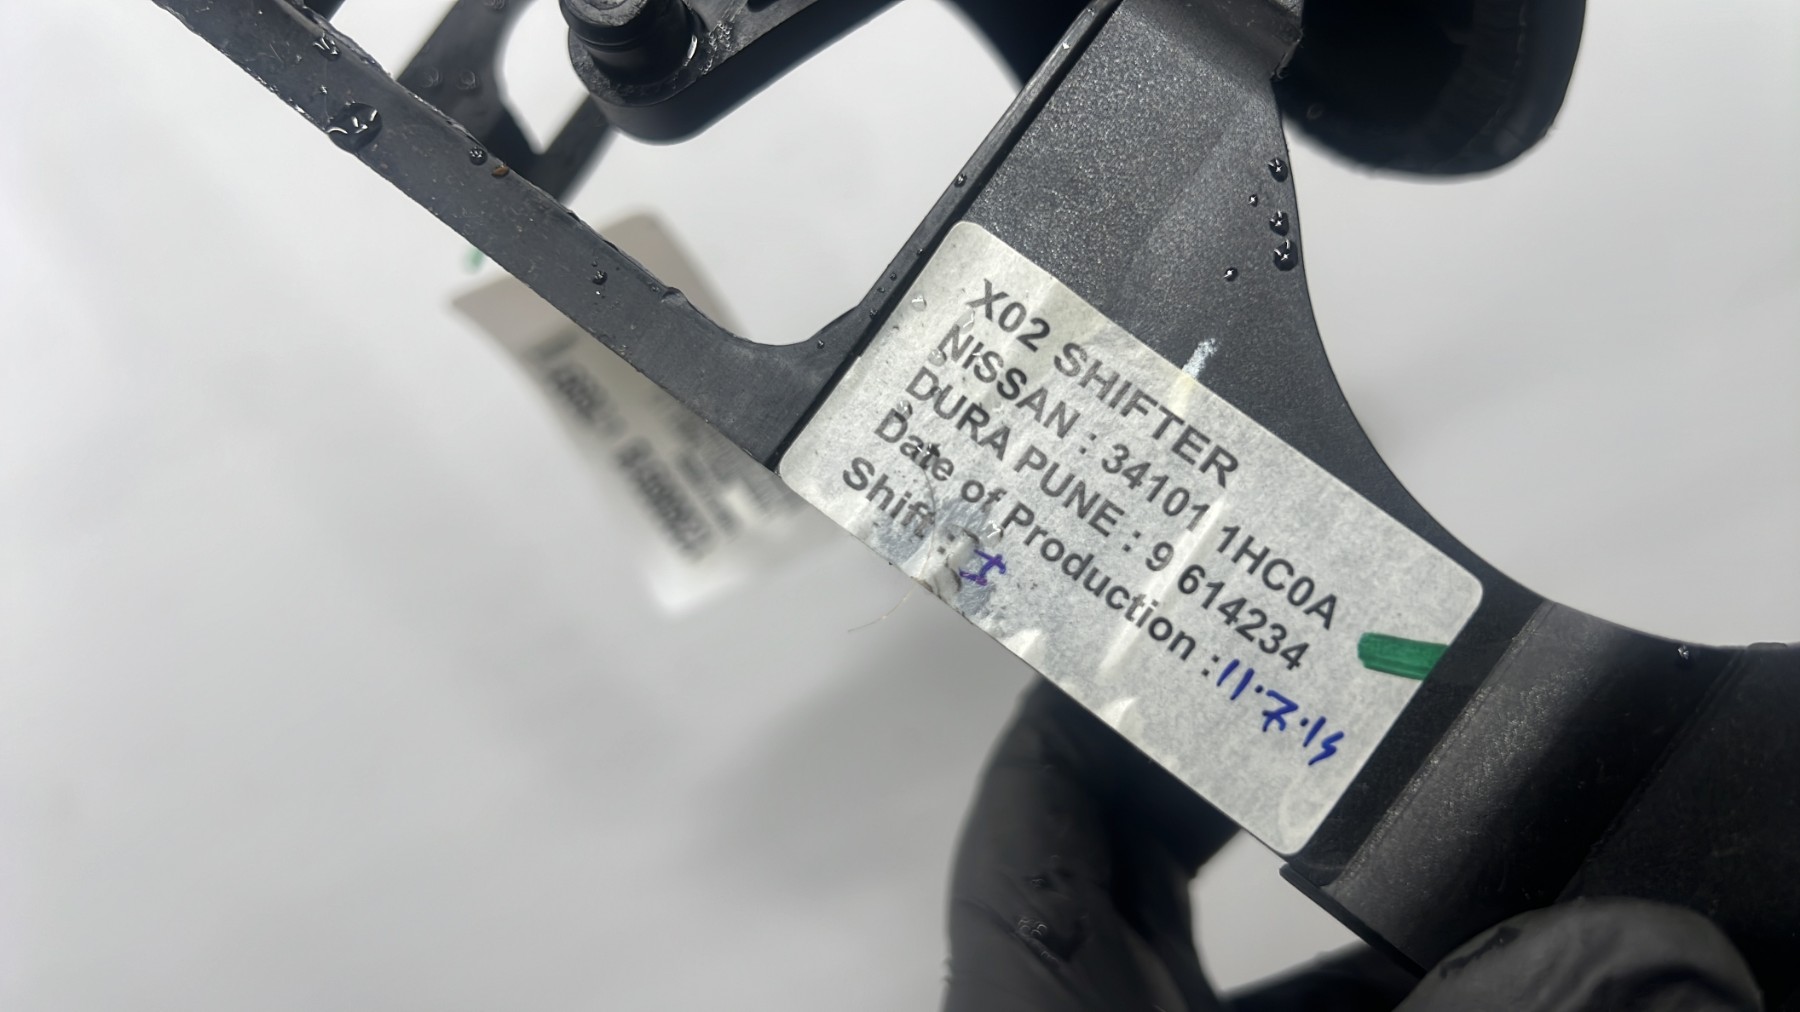 X02 SHIFTER
NISSAN : 34101 1HC0A
DURA PUNE : 9 614234
Date of Production : 11.7.15
Shift : I